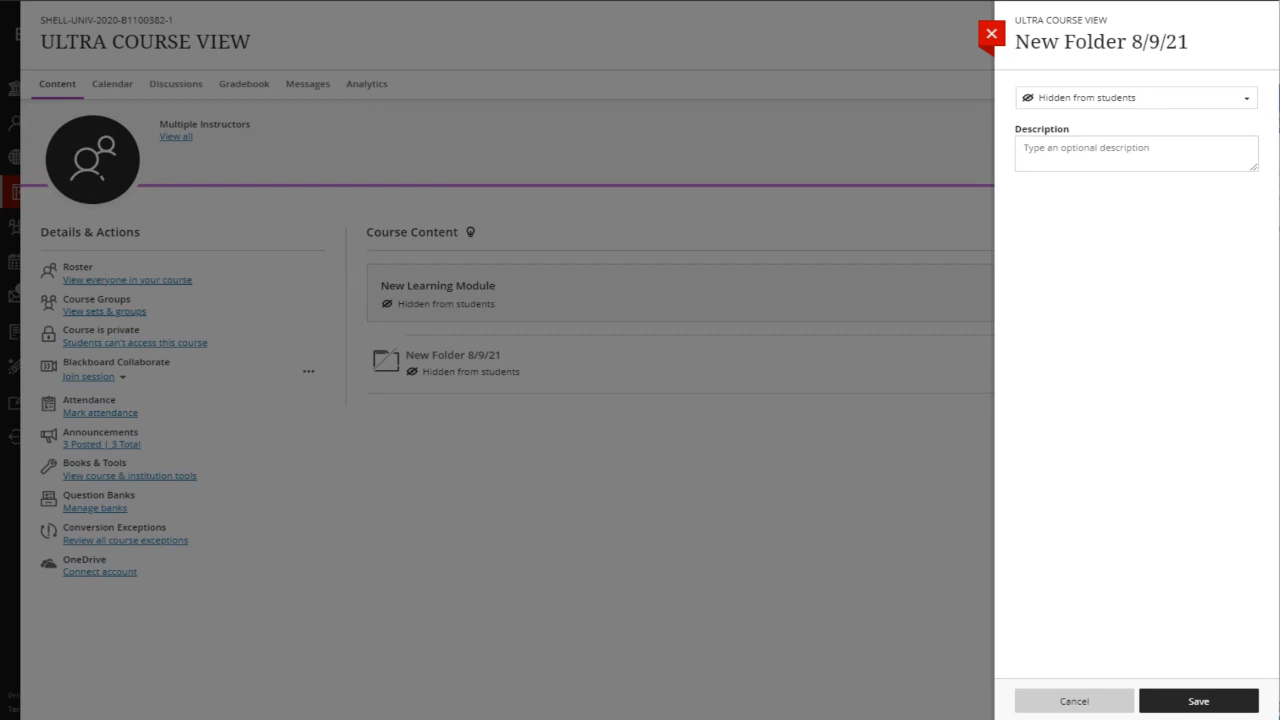 SHELL-UNIV-2020-B1100382-1
ULTRA COURSE VIEW
Content Calendar Discussions Gradebook Messages Analytics
Multiple Instructors
View all
Details & Actions
Roster
View everyone in your course
Course Groups
View sets & groups
Course is private
Students can't access this course
Blackboard Collaborate
Join session
Attendance
Mark attendance
Announcements
3 Posted | 3 Total
Books & Tools
View course & institution tools
Question Banks
Manage banks
Conversion Exceptions
Review all course exceptions
OneDrive
Connect account
Course Content
New Learning Module
Hidden from students
New Folder 8/9/21
Hidden from students
ULTRA COURSE VIEW
New Folder 8/9/21
Hidden from students
Description
Type an optional description
Cancel Save